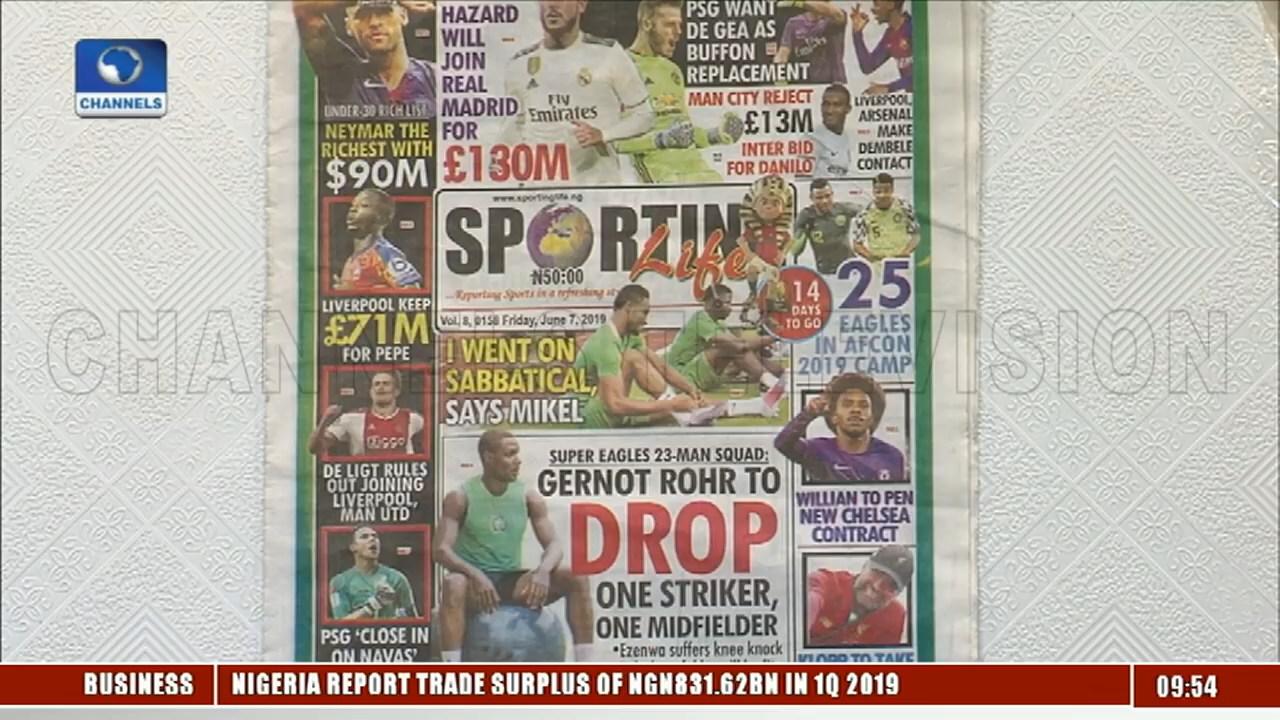 CHANNELS
UNDER-30 RICH LIST
NEYMAR THE
RICHEST WITH
$90M
HAZARD
WILL
JOIN
REAL
MADRID
FOR
£130M
Fly
Emirates
PSG WANT
DE GEA AS
BUFFON
REPLACEMENT
MAN CITY REJECT
£13M
INTER BID
FOR DANILO
LIVERPOOL,
ARSENAL
MAKE
DEMBELE
CONTACT
www.sportinglife.ng
SPORTIN
Life
₦50:00
...Reporting Sports in a refreshing
Vol. 8, 0158 Friday, June 7, 2019
14
DAYS
TO GO
25
EAGLES
IN AFCON
2019 CAMP
LIVERPOOL KEEP
£71M
FOR PEPE
I WENT ON
SABBATICAL,
SAYS MIKEL
DE LIGT RULES
OUT JOINING
LIVERPOOL,
MAN UTD
SUPER EAGLES 23-MAN SQUAD:
GERNOT ROHR TO
DROP
ONE STRIKER,
ONE MIDFIELDER
•Ezenwa suffers knee knock
WILLIAN TO PEN
NEW CHELSEA
CONTRACT
PSG 'CLOSE IN
ON NAVAS'
KLOPP TO TAKE
CHANNELS TELEVISION
BUSINESS
NIGERIA REPORT TRADE SURPLUS OF NGN831.62BN IN 1Q 2019
09:54